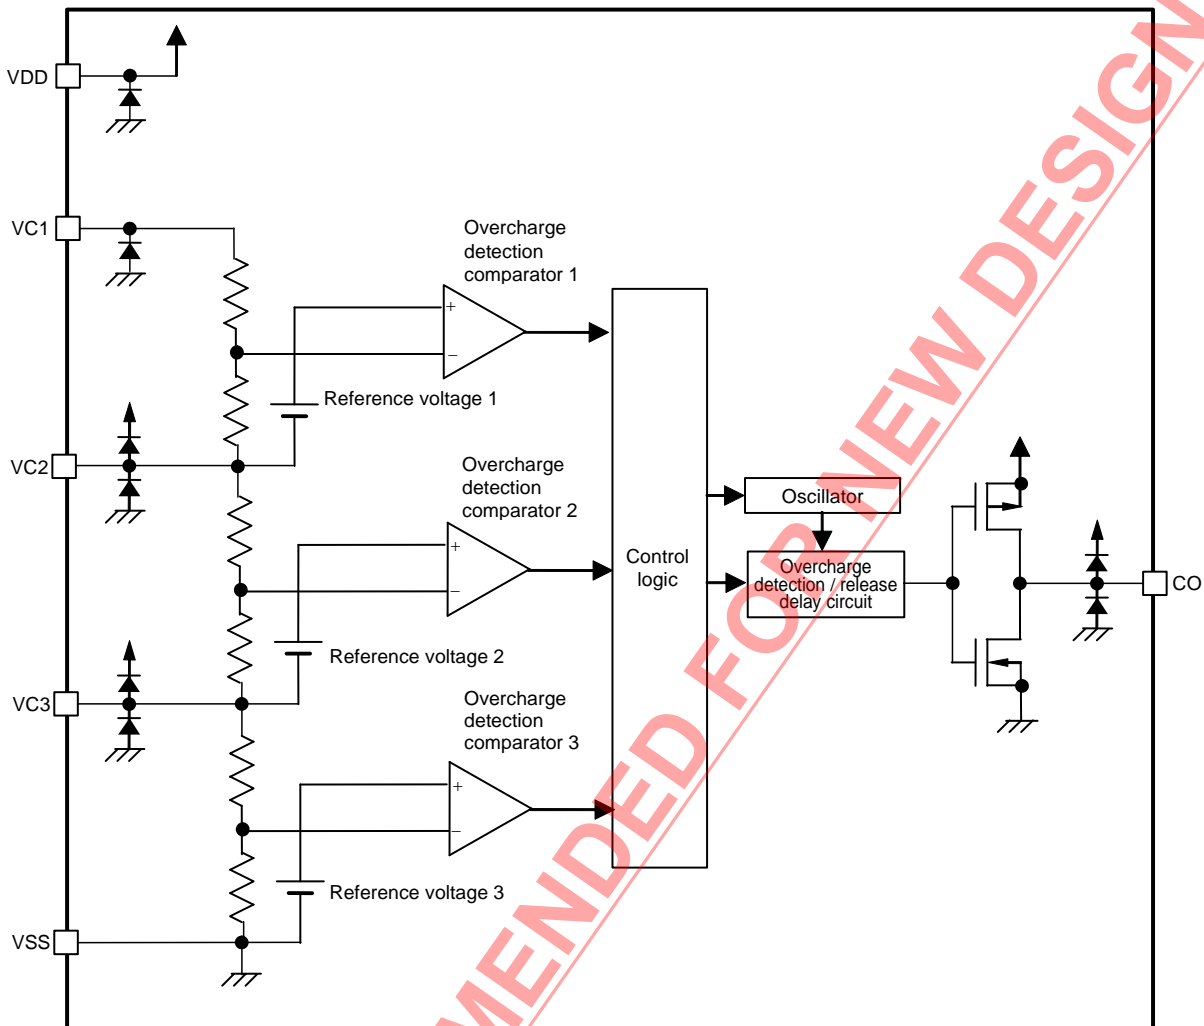 VDD
VC1
Overcharge
detection
comparator 1
+
−
Reference voltage 1
VC2
Overcharge
detection
comparator 2
+
−
Reference voltage 2
Control
logic
Oscillator
Overcharge
detection / release
delay circuit
CO
VC3
Overcharge
detection
comparator 3
+
−
Reference voltage 3
VSS
MENDED FOR NEW DESIGN